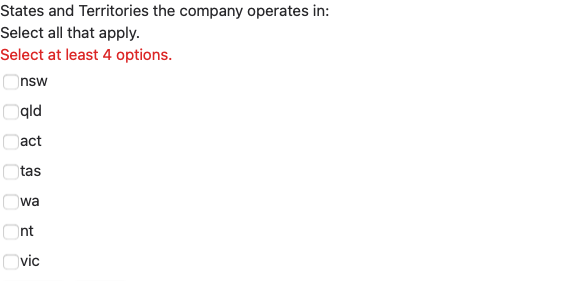 States and Territories the company operates in:
Select all that apply.
Select at least 4 options.
nsw
qld
act
tas
wa
nt
vic